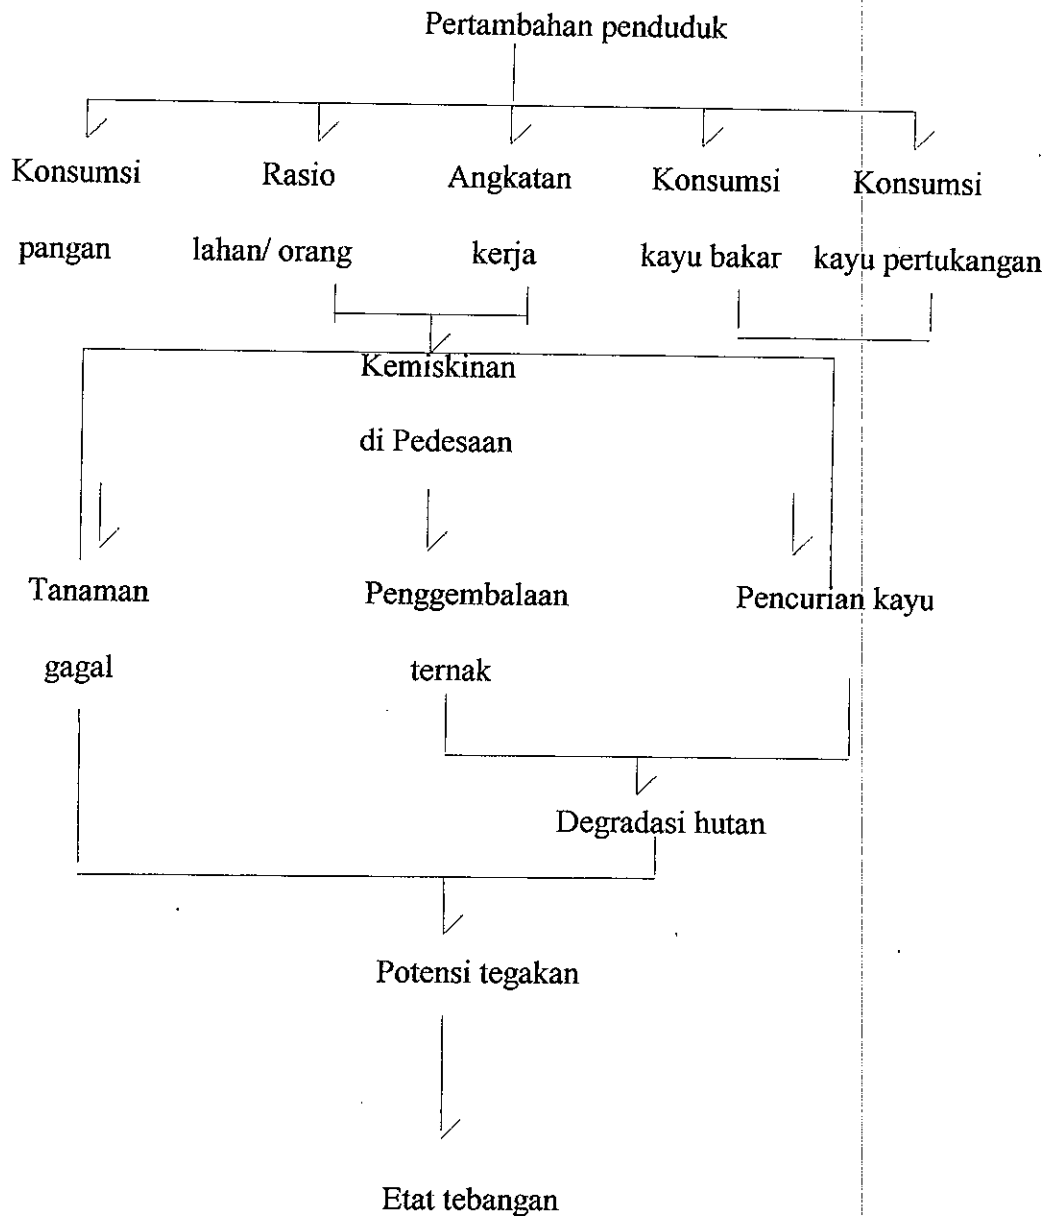 Pertambahan penduduk
Konsumsi Rasio Angkatan Konsumsi Konsumsi
pangan lahan/ orang kerja kayu bakar kayu pertukangan
Kemiskinan
di Pedesaan
Tanaman Penggembalaan Pencurian kayu
gagal ternak
Degradasi hutan
Potensi tegakan
Etat tebangan